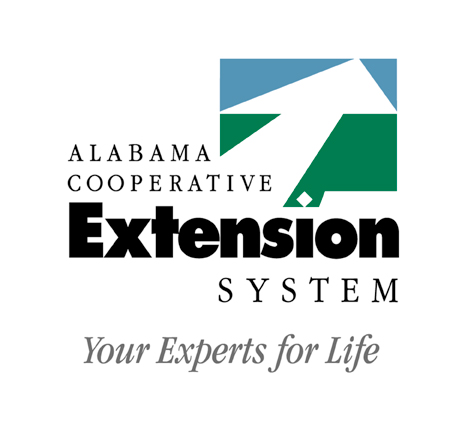 ALABAMA
COOPERATIVE
Extension
SYSTEM
Your Experts for Life